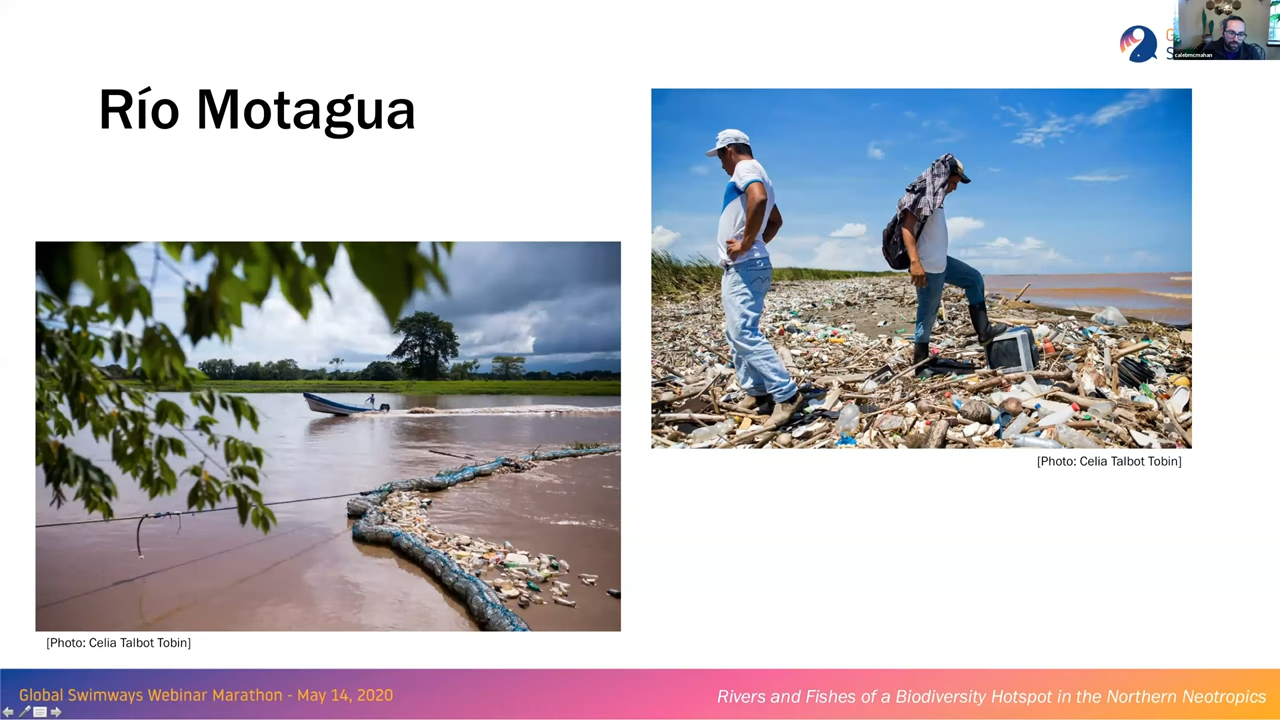 calebmcmahan
Río Motagua
[Photo: Celia Talbot Tobin]
[Photo: Celia Talbot Tobin]
Global Swimways Webinar Marathon - May 14, 2020
Rivers and Fishes of a Biodiversity Hotspot in the Northern Neotropics